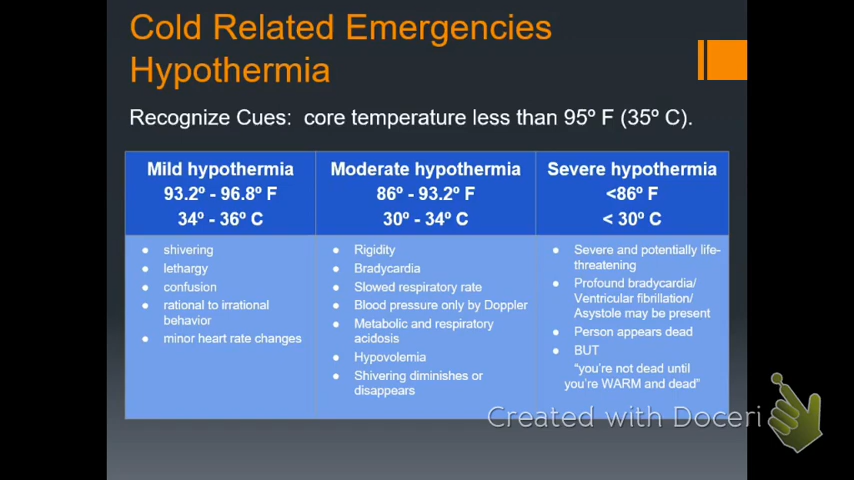 Cold Related Emergencies
Hypothermia
Recognize Cues:  core temperature less than 95º F (35º C).
Mild hypothermia
93.2º - 96.8º F
34º - 36º C
Moderate hypothermia
86º - 93.2º F
30º - 34º C
Severe hypothermia
<86º F
< 30º C
• shivering
• lethargy
• confusion
• rational to irrational
behavior
• minor heart rate changes
• Rigidity
• Bradycardia
• Slowed respiratory rate
• Blood pressure only by Doppler
• Metabolic and respiratory
acidosis
• Hypovolemia
• Shivering diminishes or
disappears
• Severe and potentially life-
threatening
• Profound bradycardia/
Ventricular fibrillation/
Asystole may be present
• Person appears dead
• BUT
“you’re not dead until
you’re WARM and dead”
Created with Doceri